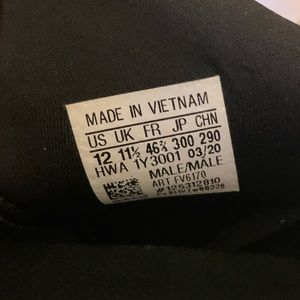 MADE IN VIETNAM
US UK FR JP CHN
12 11½ 46⅔ 300 290
HWA 1Y3001 03/20
MALE/MALE
ART FV6170
#125312810